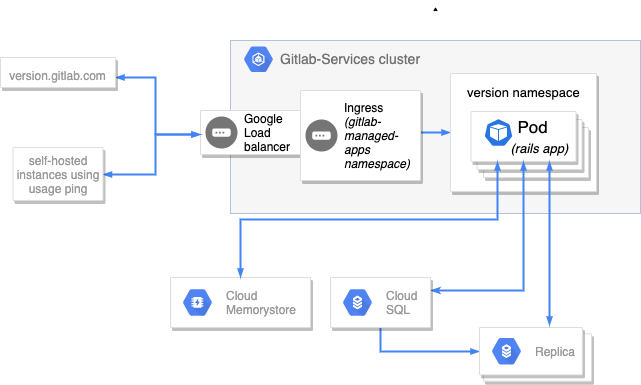 Gitlab-Services cluster
version.gitlab.com
self-hosted
instances using
usage ping
Google
Load
balancer
Ingress
(gitlab-
managed-
apps
namespace)
version namespace
Pod
(rails app)
Cloud
Memorystore
Cloud
SQL
Replica